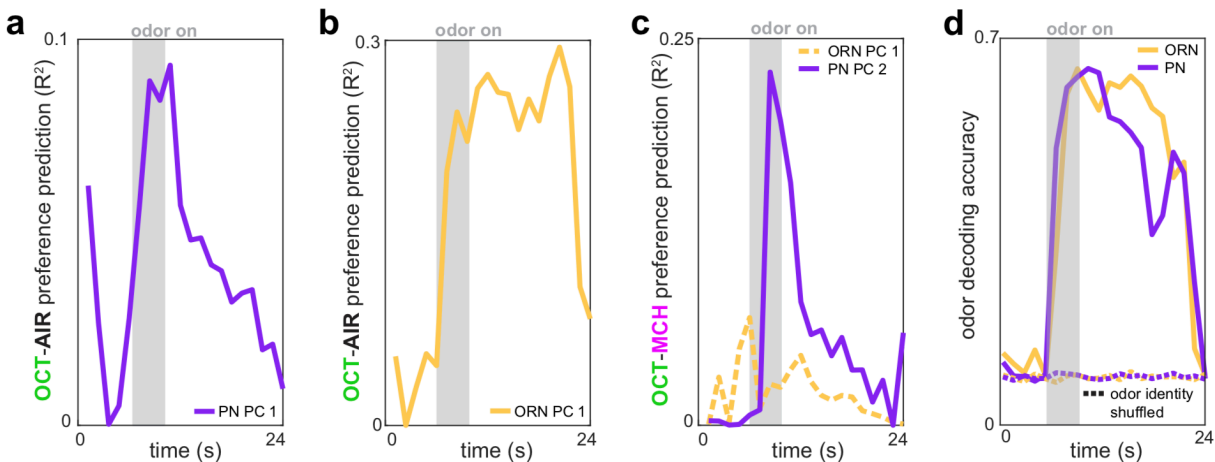 a
odor on
0.1
OCT-AIR preference prediction (R²)
0
PN PC 1
0
24
time (s)
b
odor on
0.3
OCT-AIR preference prediction (R²)
0
ORN PC 1
0
24
time (s)
c
odor on
0.25
OCT-MCH preference prediction (R²)
ORN PC 1
PN PC 2
0
0
24
time (s)
d
odor on
0.7
odor decoding accuracy
ORN
PN
odor identity
shuffled
0
0
24
time (s)